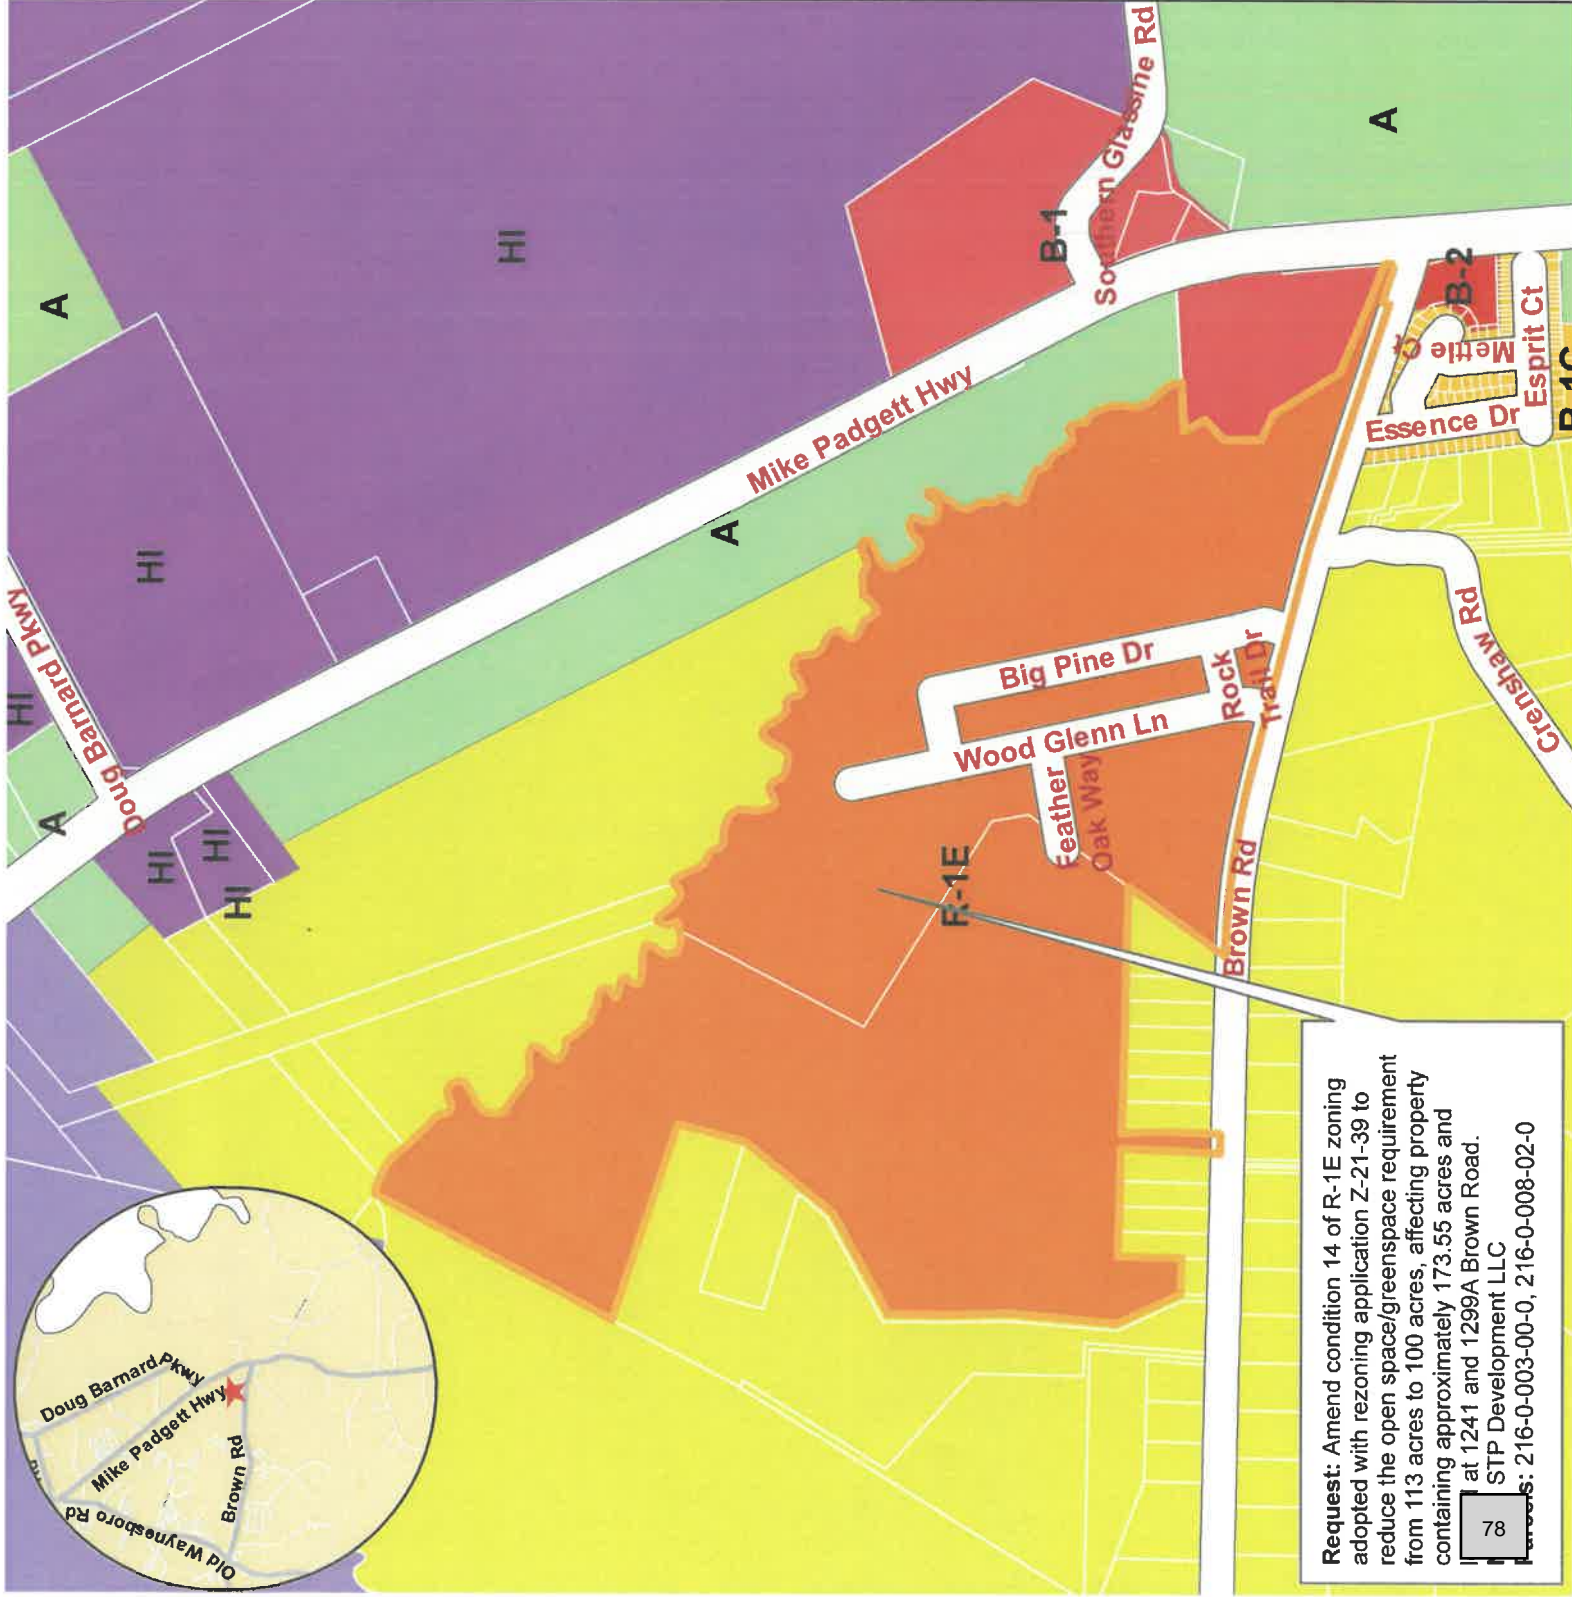 HI
A
HI
HI
A
HI
HI
HI
Doug Barnard Pkwy
HI
A
Mike Padgett Hwy
B-1
Southern Glassine Rd
A
B-2
Mettle Ct
Esprit Ct
Essence Dr
Crenshaw Rd
Big Pine Dr
Rock
Trail Dr
Wood Glenn Ln
Feather
Oak Way
R-1E
Brown Rd
Doug Barnard Pkwy
Mike Padgett Hwy
Brown Rd
Old Waynesboro Rd
Request: Amend condition 14 of R-1E zoning
adopted with rezoning application Z-21-39 to
reduce the open space/greenspace requirement
from 113 acres to 100 acres, affecting property
containing approximately 173.55 acres and
at 1241 and 1299A Brown Road.
STP Development LLC
216-0-003-00-0, 216-0-008-02-0
78